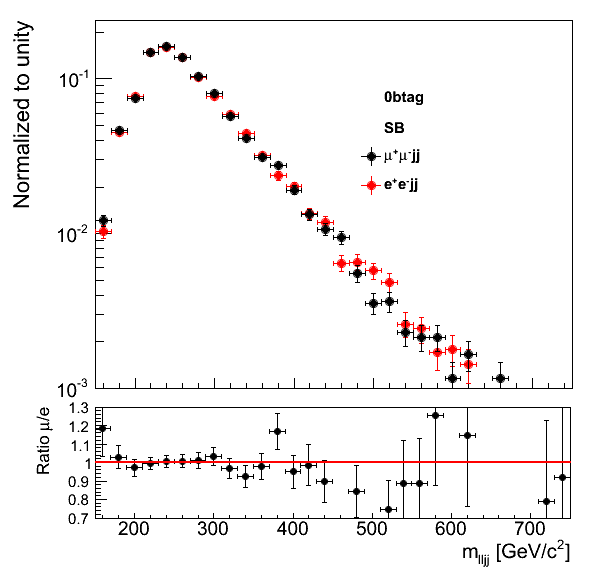 Normalized to unity
10⁻¹
10⁻²
10⁻³
0btag
SB
μ⁺μ⁻jj
e⁺e⁻jj
Ratio μ/e
1.3
1.2
1.1
1
0.9
0.8
0.7
200 300 400 500 600 700
m_lljj [GeV/c²]